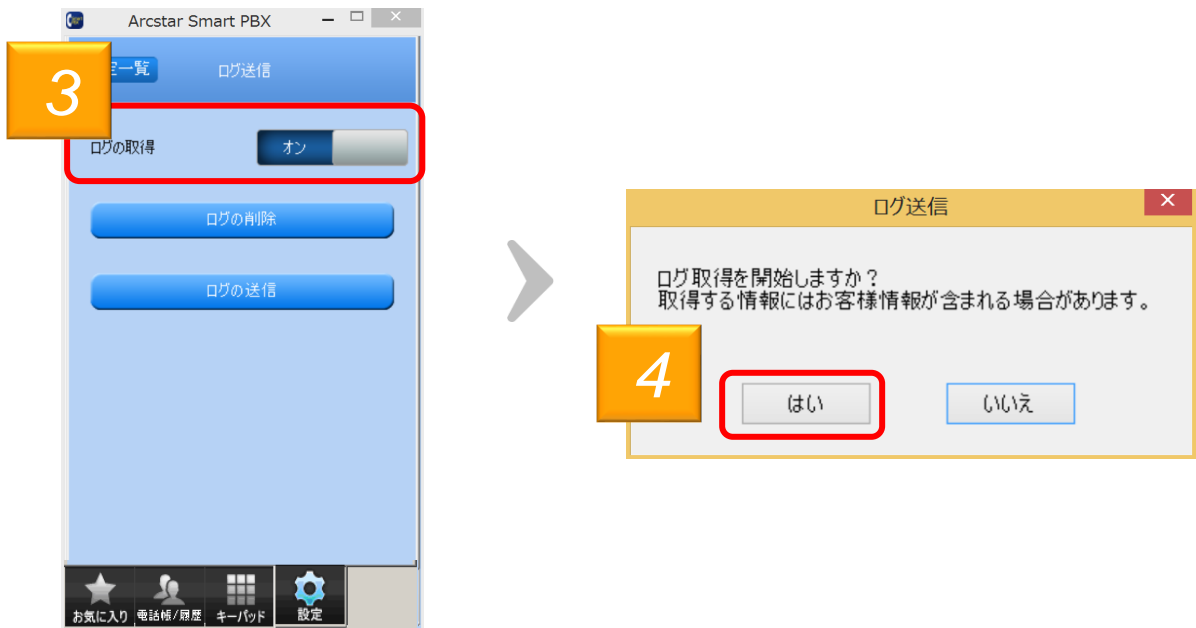 Arcstar Smart PBX
3
一覧
ログ送信
ログの取得
オン
ログの削除
ログの送信
お気に入り
電話帳/履歴
キーパッド
設定
ログ送信
ログ取得を開始しますか？
取得する情報にはお客様情報が含まれる場合があります。
4
はい
いいえ